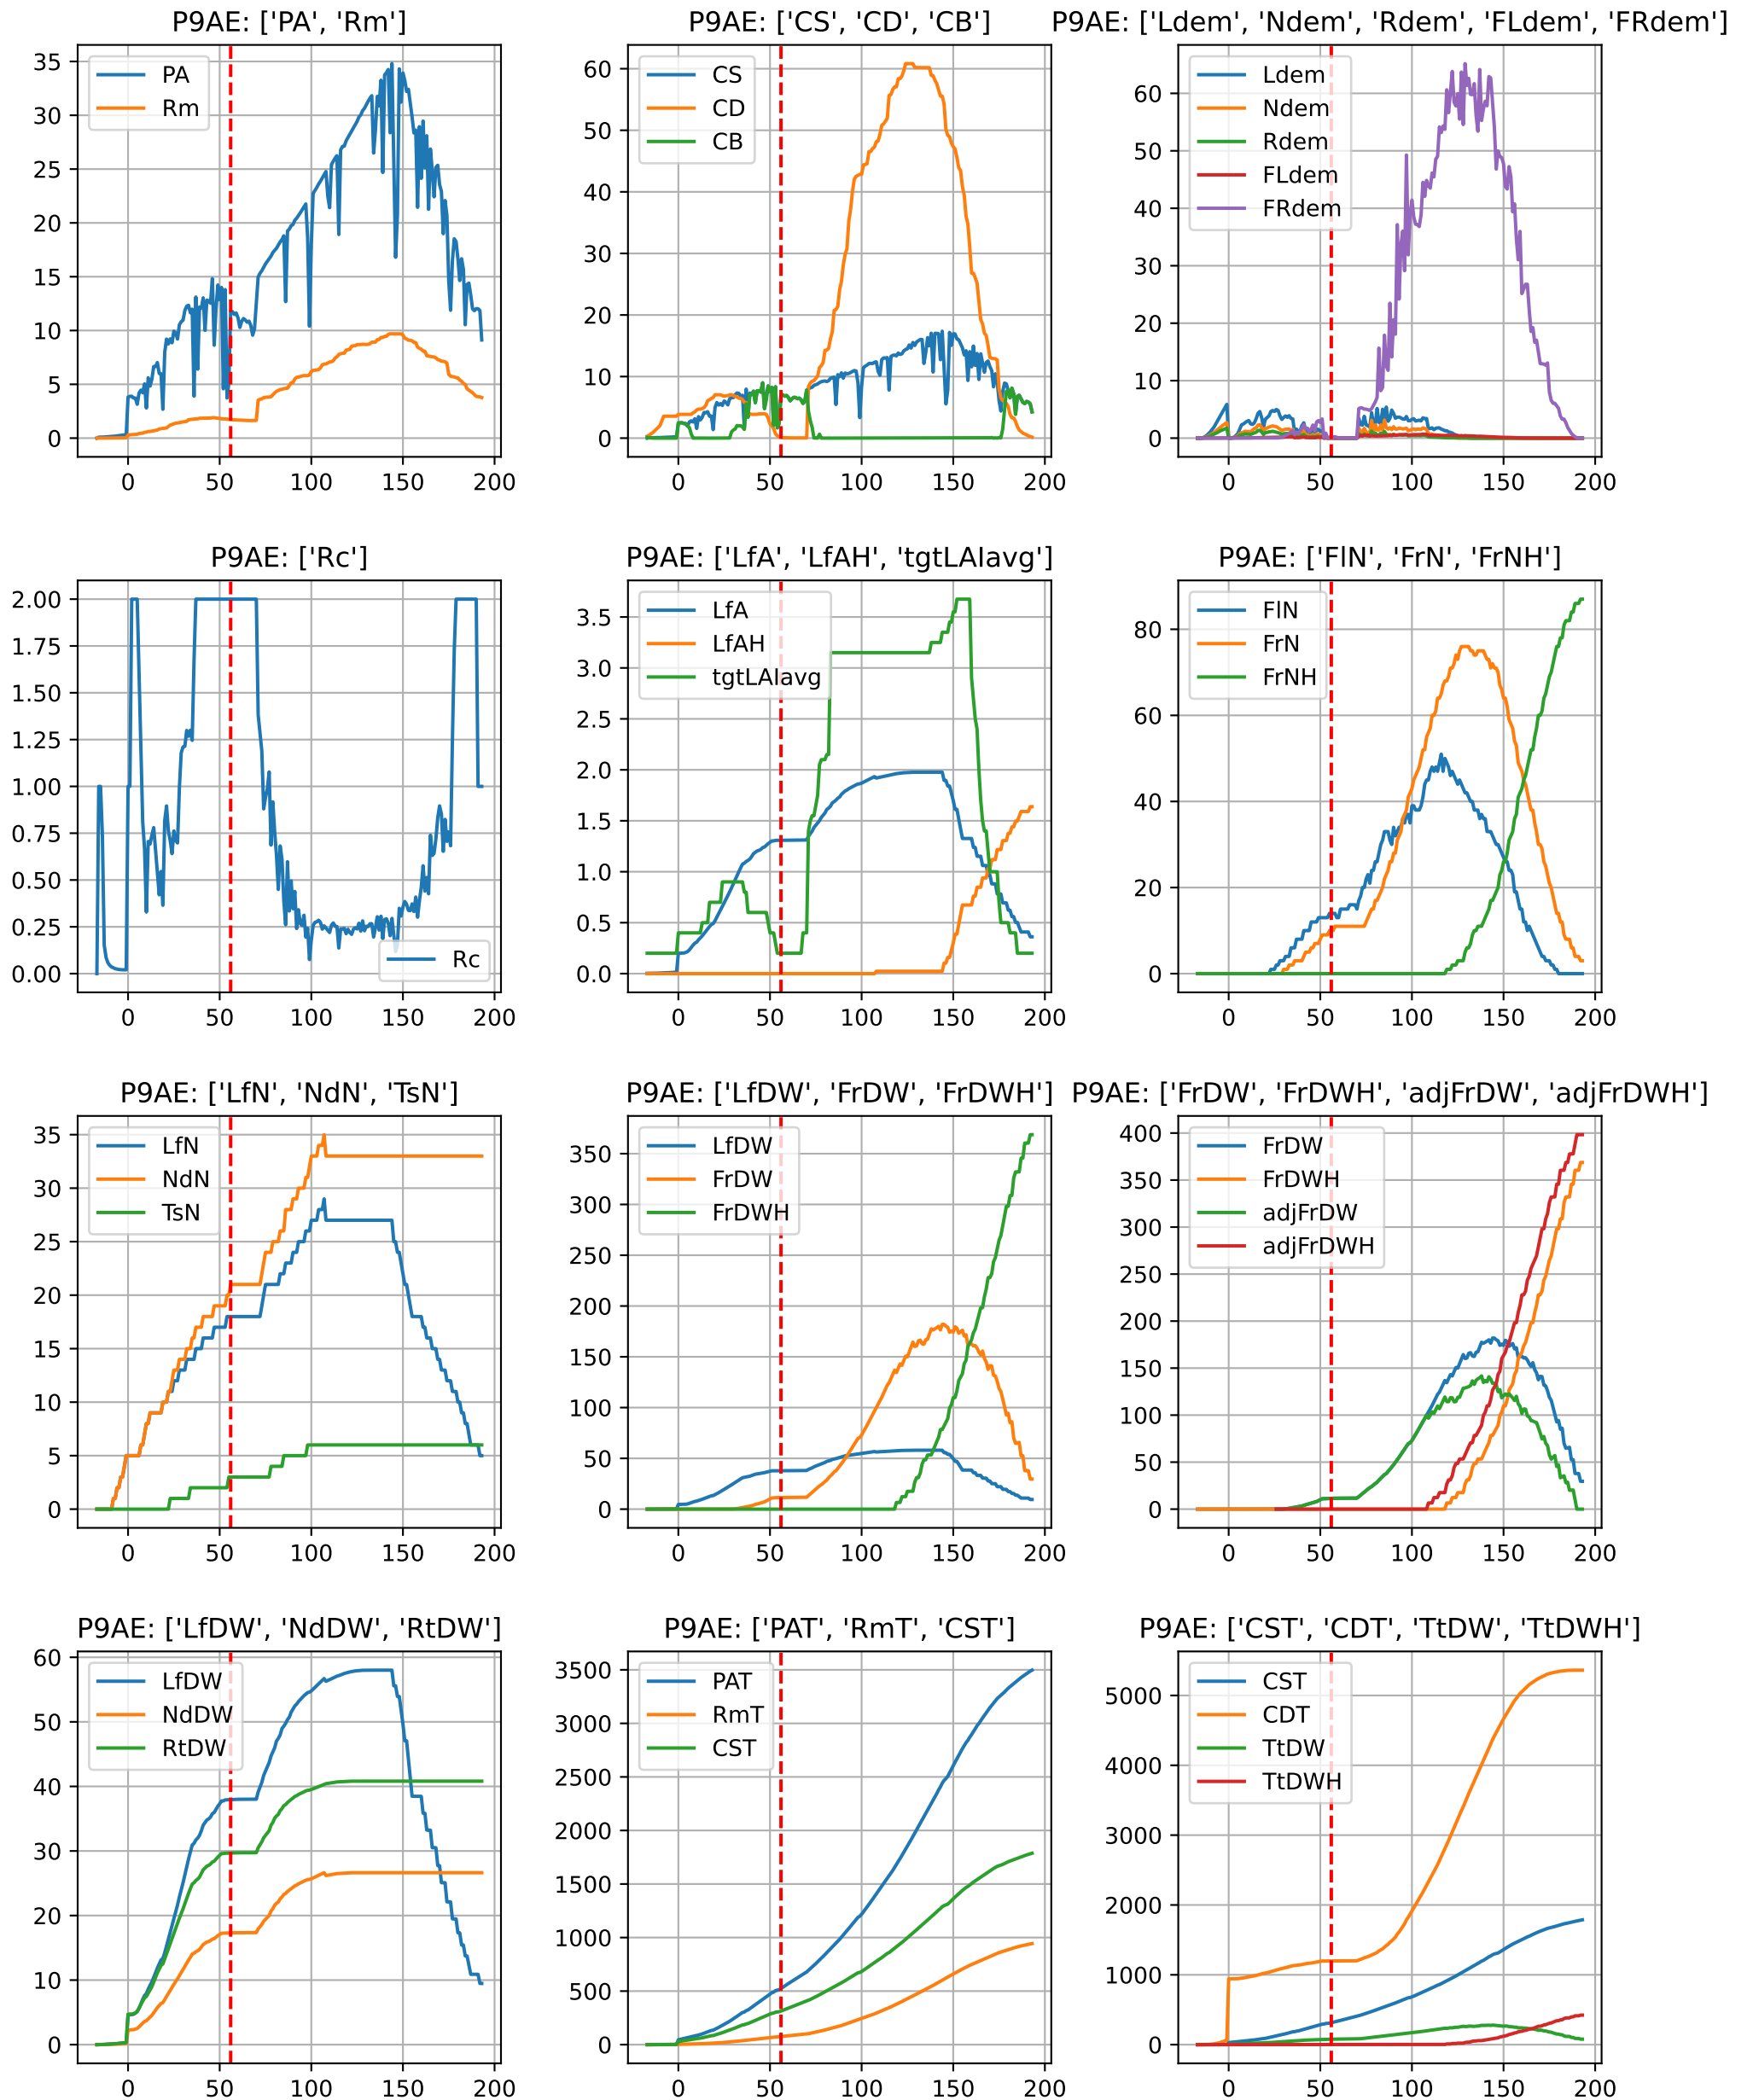 P9AE: ['PA', 'Rm']
PA
Rm
35
30
25
20
15
10
5
0
0 50 100 150 200
P9AE: ['CS', 'CD', 'CB']
CS
CD
CB
60
50
40
30
20
10
0
0 50 100 150 200
P9AE: ['Ldem', 'Ndem', 'Rdem', 'FLdem', 'FRdem']
Ldem
Ndem
Rdem
FLdem
FRdem
60
50
40
30
20
10
0
0 50 100 150 200
P9AE: ['Rc']
2.00
1.75
1.50
1.25
1.00
0.75
0.50
0.25
0.00
Rc
0 50 100 150 200
P9AE: ['LfA', 'LfAH', 'tgtLAIavg']
LfA
LfAH
tgtLAIavg
3.5
3.0
2.5
2.0
1.5
1.0
0.5
0.0
0 50 100 150 200
P9AE: ['FlN', 'FrN', 'FrNH']
FlN
FrN
FrNH
80
60
40
20
0
0 50 100 150 200
P9AE: ['LfN', 'NdN', 'TsN']
LfN
NdN
TsN
35
30
25
20
15
10
5
0
0 50 100 150 200
P9AE: ['LfDW', 'FrDW', 'FrDWH']
LfDW
FrDW
FrDWH
350
300
250
200
150
100
50
0
0 50 100 150 200
P9AE: ['FrDW', 'FrDWH', 'adjFrDW', 'adjFrDWH']
FrDW
FrDWH
adjFrDW
adjFrDWH
400
350
300
250
200
150
100
50
0
0 50 100 150 200
P9AE: ['LfDW', 'NdDW', 'RtDW']
LfDW
NdDW
RtDW
60
50
40
30
20
10
0
0 50 100 150 200
P9AE: ['PAT', 'RmT', 'CST']
PAT
RmT
CST
3500
3000
2500
2000
1500
1000
500
0
0 50 100 150 200
P9AE: ['CST', 'CDT', 'TtDW', 'TtDWH']
CST
CDT
TtDW
TtDWH
5000
4000
3000
2000
1000
0
0 50 100 150 200